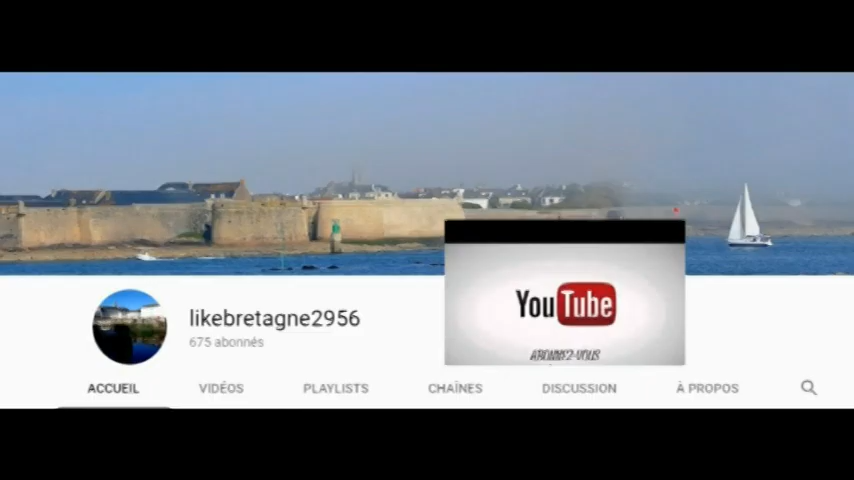 likebretagne2956
675 abonnés
YouTube
ABONNEZ-VOUS
ACCUEIL VIDÉOS PLAYLISTS CHAÎNES DISCUSSION À PROPOS